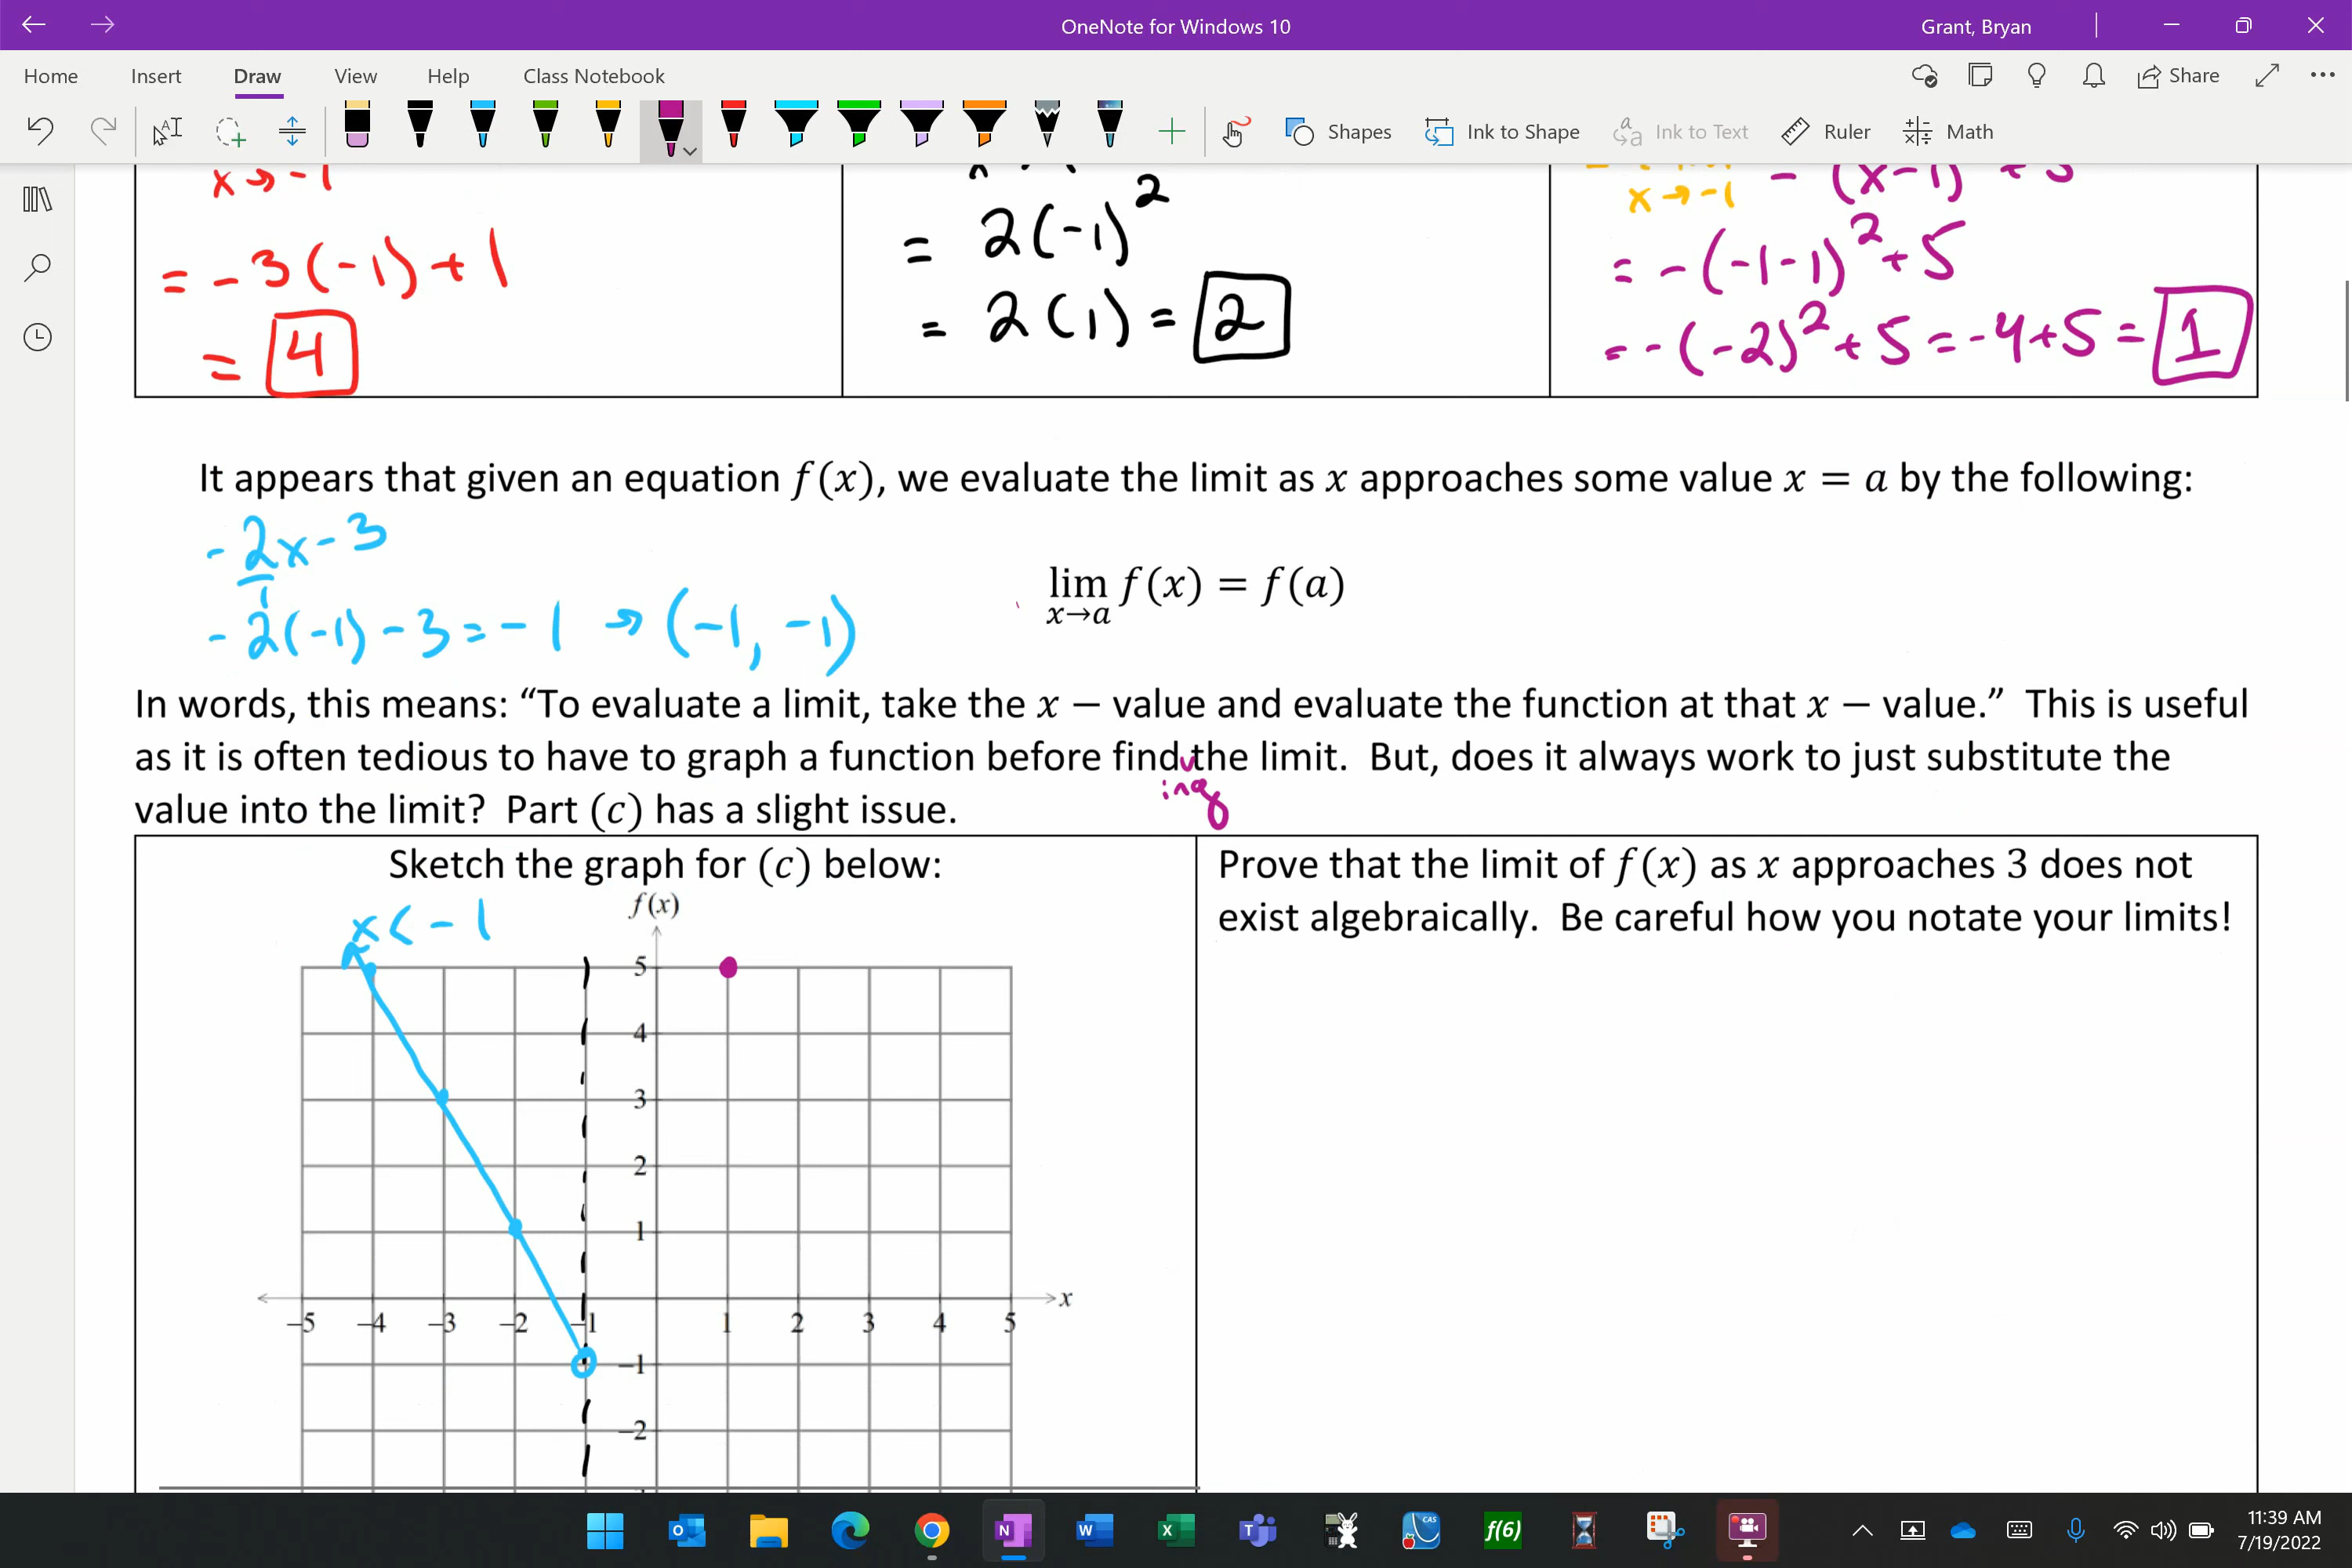 OneNote for Windows 10
Grant, Bryan
Home Insert Draw View Help Class Notebook
Share
Shapes Ink to Shape Ink to Text Ruler Math
x → -1
= -3(-1)+1
= 4
= 2(-1)²
= 2(1) = 2
x → -1 -(x-1) + 5
= -(-1-1)²+5
= -(-2)²+5 = -4+5 = 1
It appears that given an equation f(x), we evaluate the limit as x approaches some value x = a by the following:
-2x-3
1
-2(-1)-3=-1 → (-1, -1)
lim f(x) = f(a)
x→a
In words, this means: “To evaluate a limit, take the x − value and evaluate the function at that x − value.” This is useful
as it is often tedious to have to graph a function before find the limit. But, does it always work to just substitute the
ing
value into the limit? Part (c) has a slight issue.
Sketch the graph for (c) below:
x < -1
f(x)
5
4
3
2
1
−5 −4 −3 −2 −1 1 2 3 4 5 x
−1
−2
Prove that the limit of f(x) as x approaches 3 does not
exist algebraically. Be careful how you notate your limits!
CAS
f(6)
11:39 AM
7/19/2022